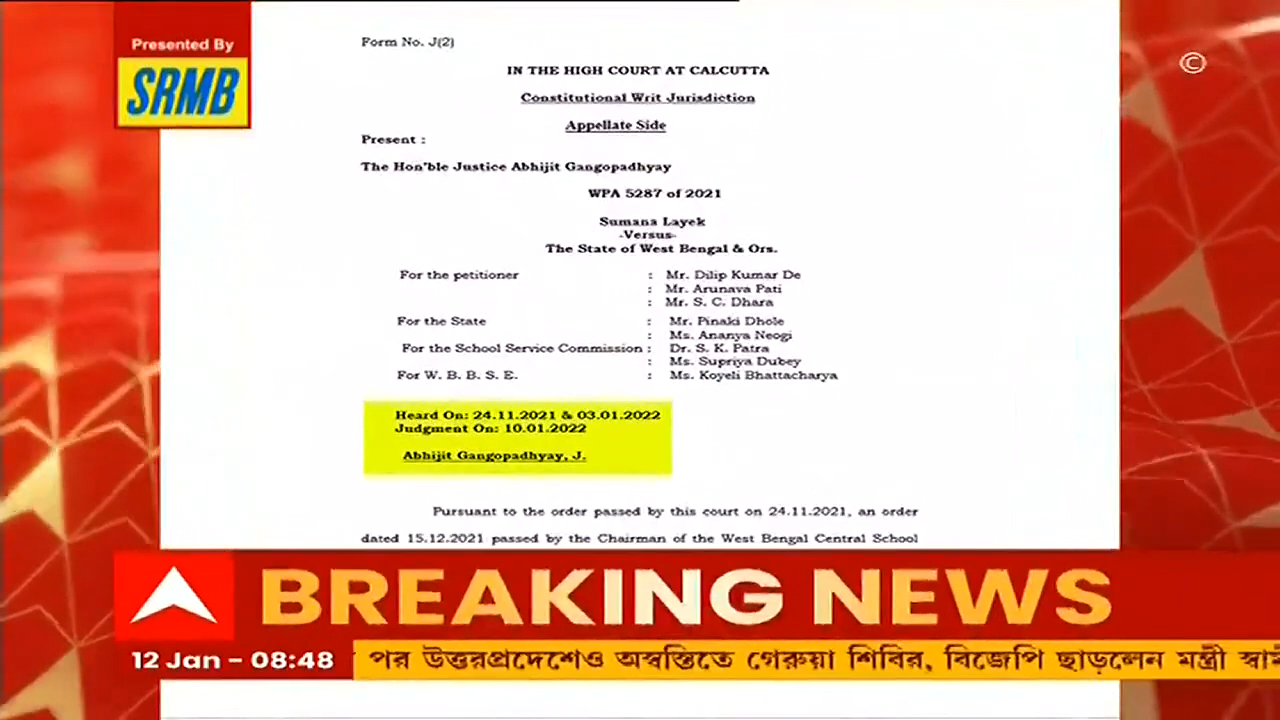 Presented By
SRMB
©
Form No. J(2)
IN THE HIGH COURT AT CALCUTTA
Constitutional Writ Jurisdiction
Appellate Side
Present :
The Hon'ble Justice Abhijit Gangopadhyay
WPA 5287 of 2021
Sumana Layek
-Versus-
The State of West Bengal & Ors.
For the petitioner : Mr. Dilip Kumar De
: Mr. Arunava Pati
: Mr. S. C. Dhara
For the State : Mr. Pinaki Dhole
: Ms. Ananya Neogi
For the School Service Commission : Dr. S. K. Patra
: Ms. Supriya Dubey
For W. B. B. S. E. : Ms. Koyeli Bhattacharya
Heard On: 24.11.2021 & 03.01.2022
Judgment On: 10.01.2022
Abhijit Gangopadhyay, J.
Pursuant to the order passed by this court on 24.11.2021, an order
dated 15.12.2021 passed by the Chairman of the West Bengal Central School
BREAKING NEWS
12 Jan - 08:48
পর উত্তরপ্রদেশেও অস্বস্তিতে গেরুয়া শিবির, বিজেপি ছাড়লেন মন্ত্রী